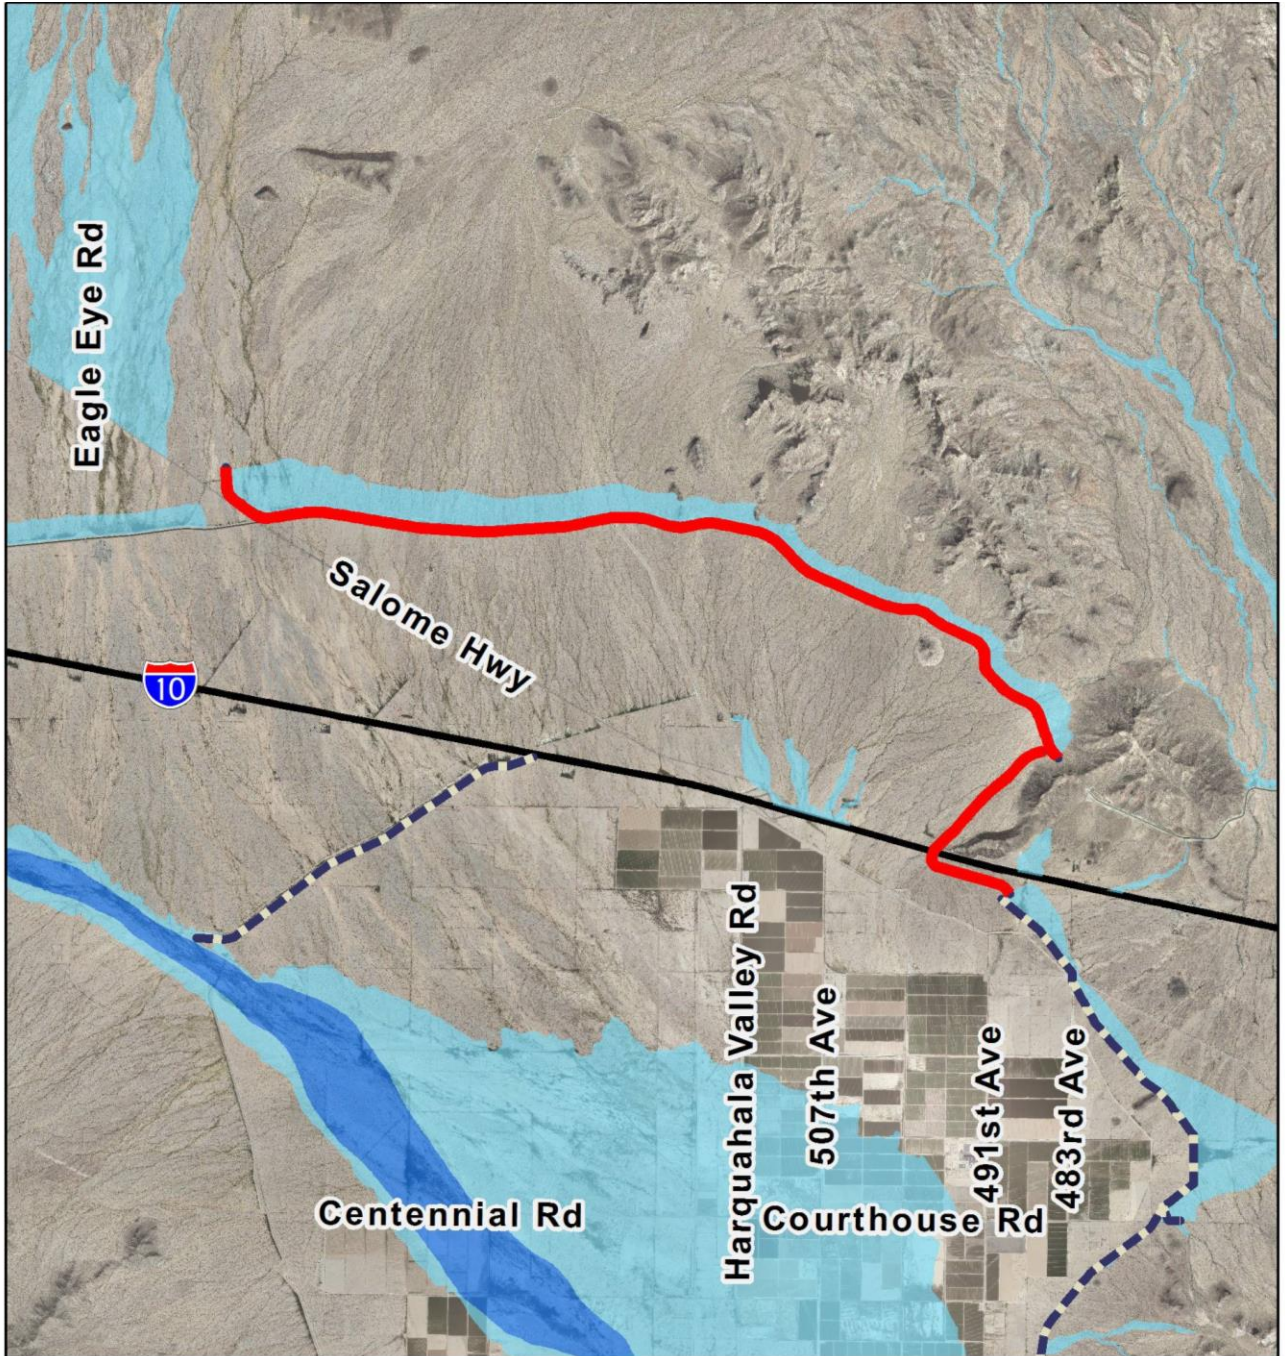 Eagle Eye Rd
Salome Hwy
10
Harquahala Valley Rd
507th Ave
491st Ave
483rd Ave
Centennial Rd
Courthouse Rd